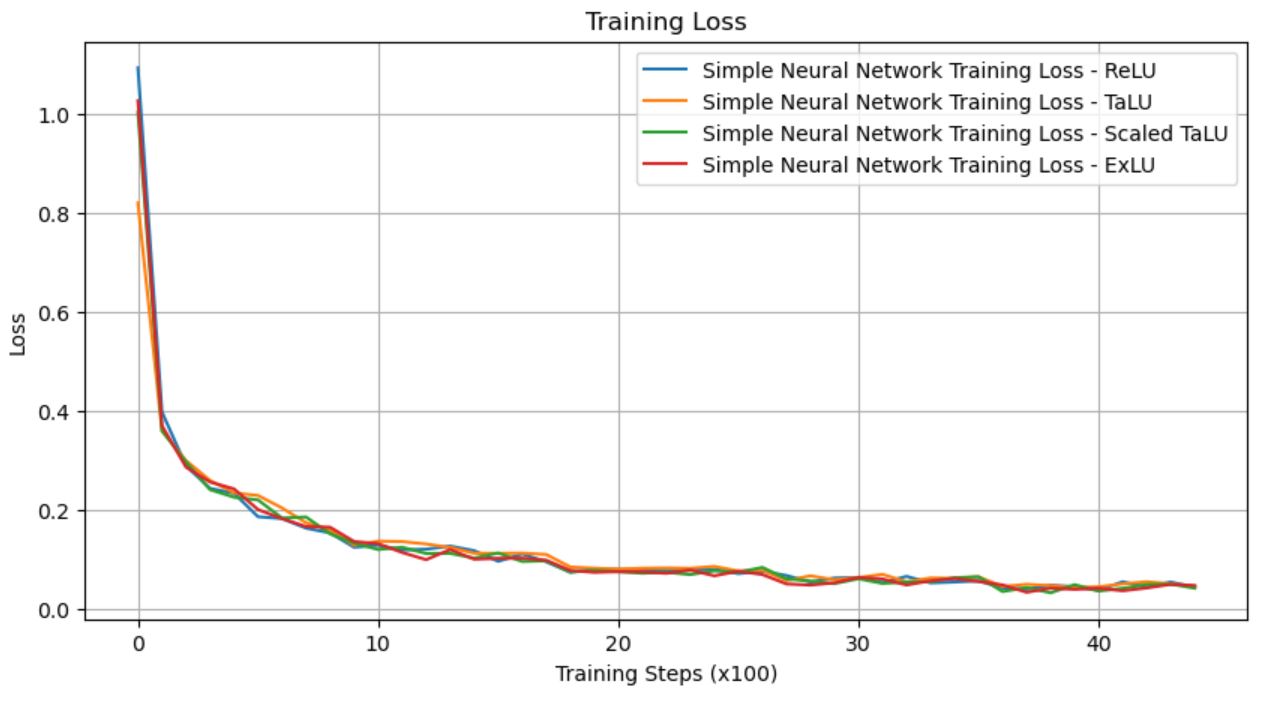 Training Loss
Simple Neural Network Training Loss - ReLU
Simple Neural Network Training Loss - TaLU
Simple Neural Network Training Loss - Scaled TaLU
Simple Neural Network Training Loss - ExLU
1.0
0.8
0.6
0.4
0.2
0.0
Loss
0 10 20 30 40
Training Steps (x100)